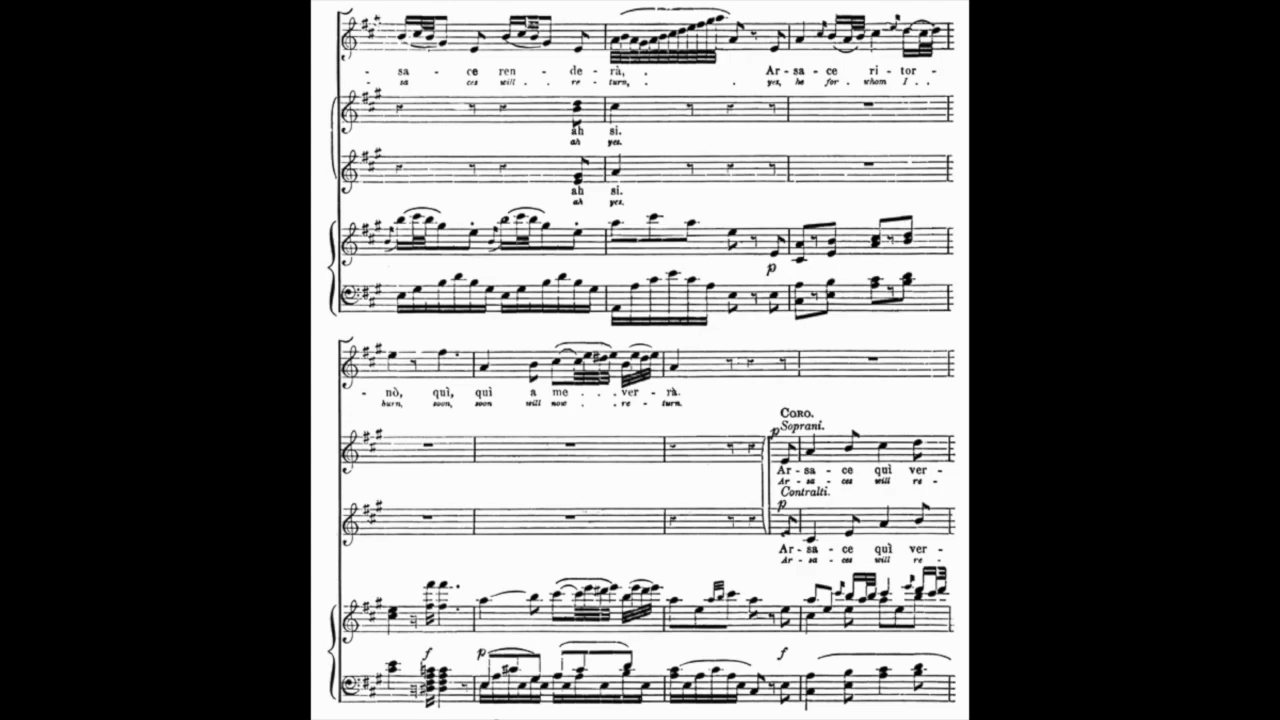 - sa - ce ren - de - rà, . Ar - sa - ce ri - tor -
- sa ces will . . re - turn, . . yes, he for - whom I . .
ah si.
ah yes.
ah si.
ah yes.
p
- nò, quì, quì a me . . . ver - rà.
burn, soon, soon will now . . re - turn.
CORO.
p Soprani.
Ar - sa - ce quì ver -
Ar - sa - ces will re -
Contralti.
p
Ar - sa - ce quì ver -
Ar - sa - ces will re -
f p f